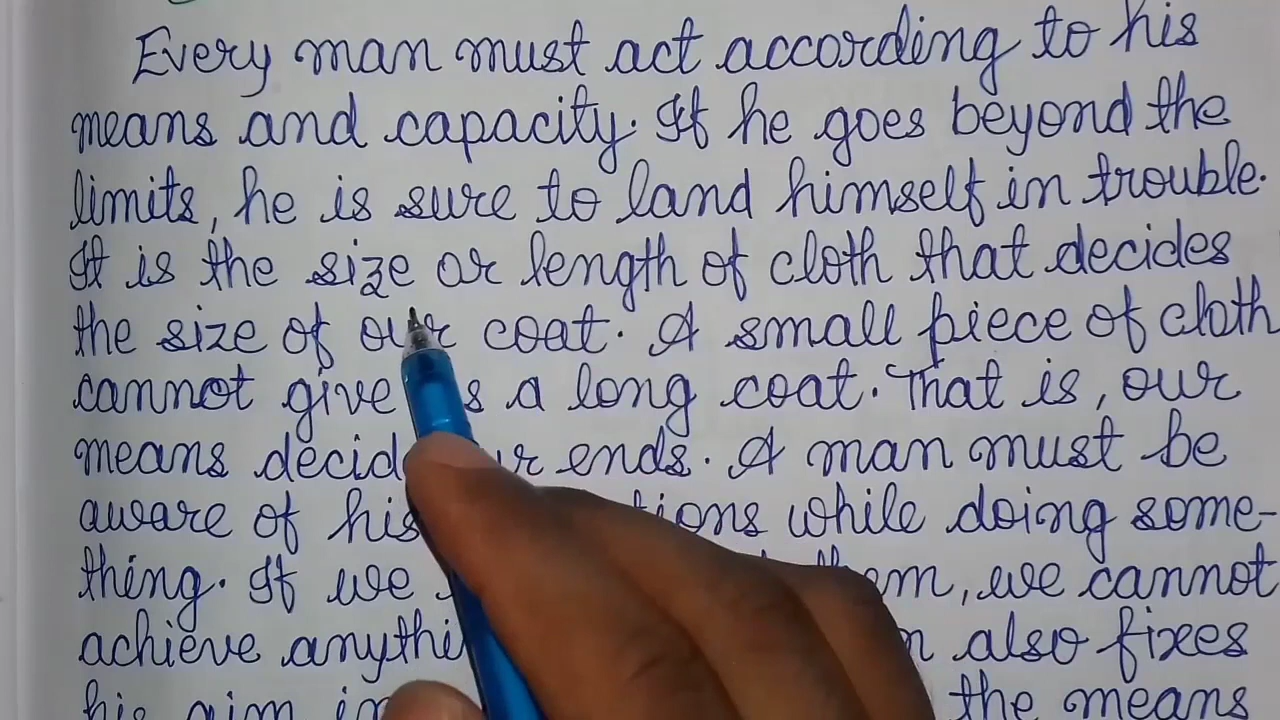 Every man must act according to his
means and capacity. If he goes beyond the
limits, he is sure to land himself in trouble.
It is the size or length of cloth that decides
the size of our coat. A small piece of cloth
cannot give a long coat. That is, our
means ends. A man must be
aware of his while doing some-
thing. If we we cannot
achieve also fixes
his aim the means